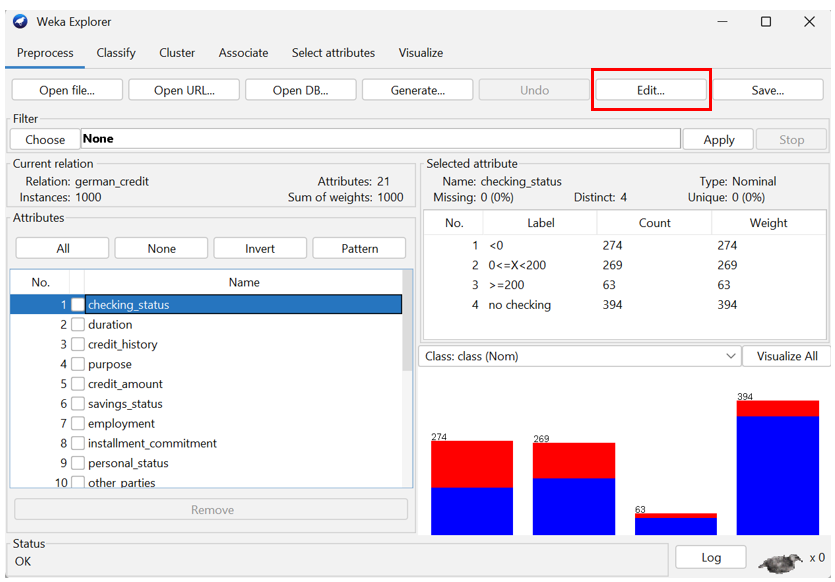 Weka Explorer
Preprocess Classify Cluster Associate Select attributes Visualize
Open file... Open URL... Open DB... Generate... Undo Edit... Save...
Filter
Choose None Apply Stop
Current relation
Relation: german_credit Attributes: 21
Instances: 1000 Sum of weights: 1000
Attributes
All None Invert Pattern
No. Name
1 checking_status
2 duration
3 credit_history
4 purpose
5 credit_amount
6 savings_status
7 employment
8 installment_commitment
9 personal_status
10 other_parties
Remove
Selected attribute
Name: checking_status Type: Nominal
Missing: 0 (0%) Distinct: 4 Unique: 0 (0%)
No. Label Count Weight
1 <0 274 274
2 0<=X<200 269 269
3 >=200 63 63
4 no checking 394 394
Class: class (Nom) Visualize All
274 269 63 394
Status
OK Log x 0